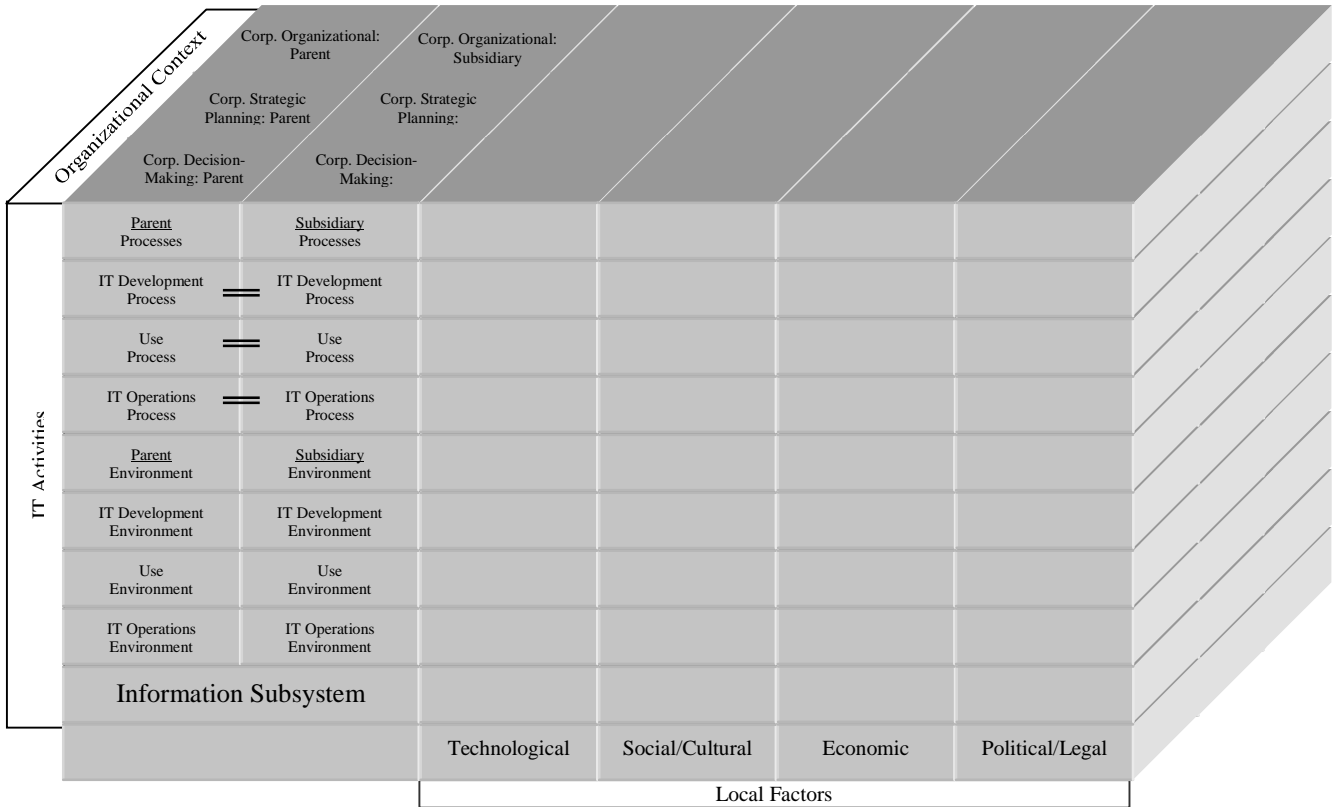 Organizational Context
Corp. Organizational:
Parent
Corp. Organizational:
Subsidiary
Corp. Strategic
Planning: Parent
Corp. Strategic
Planning:
Corp. Decision-
Making: Parent
Corp. Decision-
Making:
IT Activities
Parent
Processes
Subsidiary
Processes
IT Development
Process
=
IT Development
Process
Use
Process
=
Use
Process
IT Operations
Process
=
IT Operations
Process
Parent
Environment
Subsidiary
Environment
IT Development
Environment
IT Development
Environment
Use
Environment
Use
Environment
IT Operations
Environment
IT Operations
Environment
Information Subsystem
Technological
Social/Cultural
Economic
Political/Legal
Local Factors